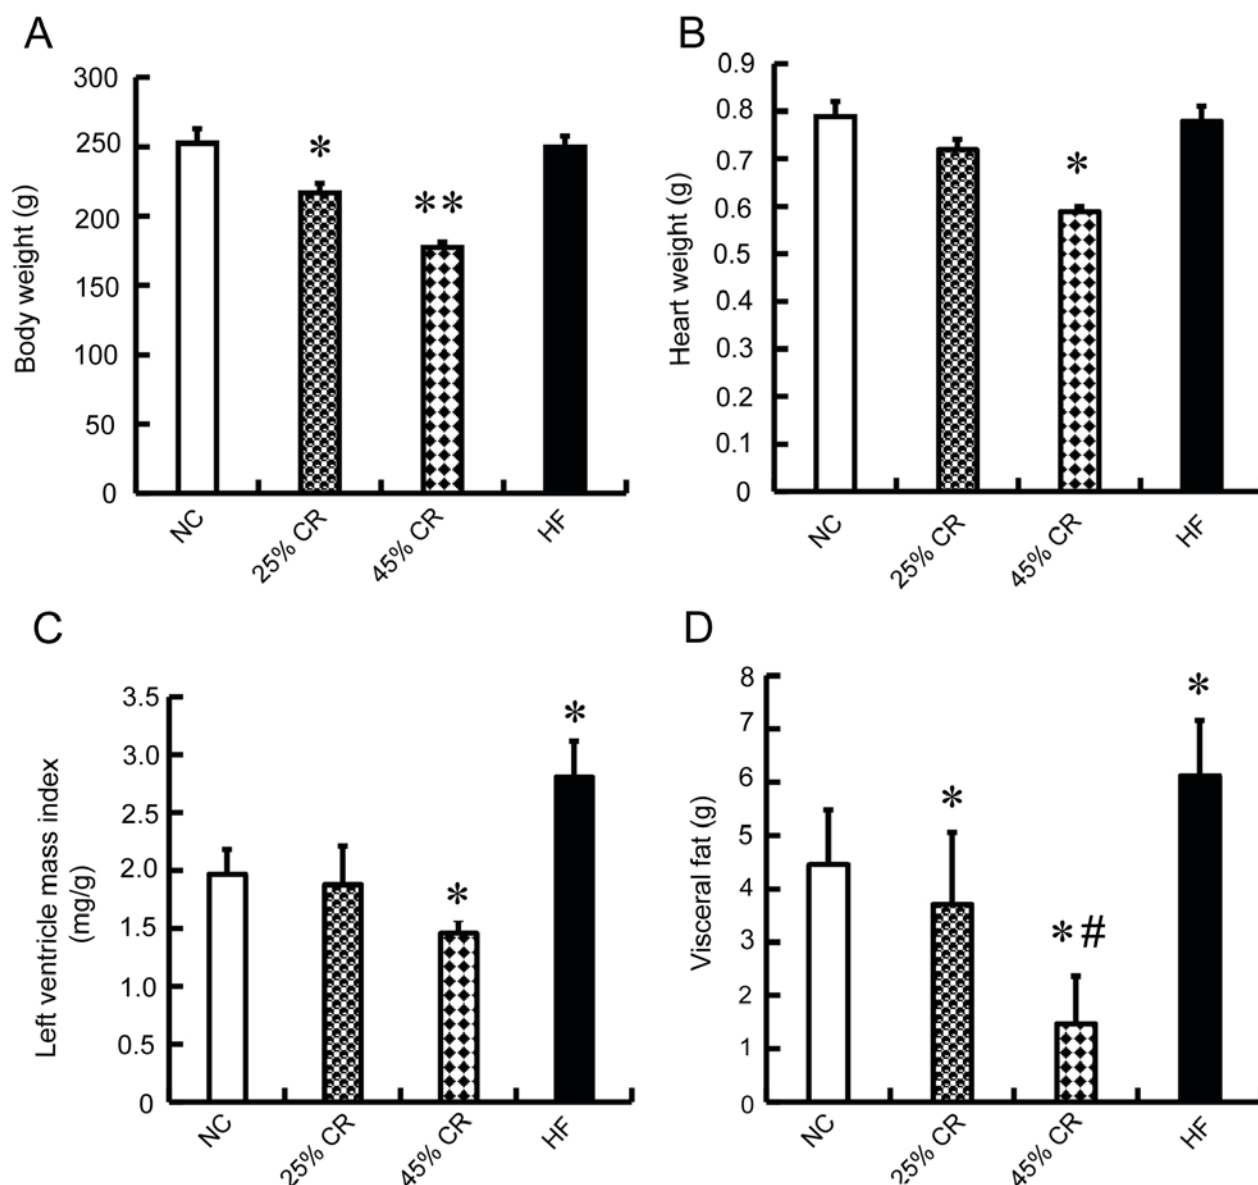 A
Body weight (g)
300
250
200
150
100
50
0
*
**
NC
25% CR
45% CR
HF
B
Heart weight (g)
0.9
0.8
0.7
0.6
0.5
0.4
0.3
0.2
0.1
0
*
NC
25% CR
45% CR
HF
C
Left ventricle mass index
(mg/g)
3.5
3.0
2.5
2.0
1.5
1.0
0.5
0
*
*
NC
25% CR
45% CR
HF
D
Visceral fat (g)
8
7
6
5
4
3
2
1
0
*
*#
*
NC
25% CR
45% CR
HF